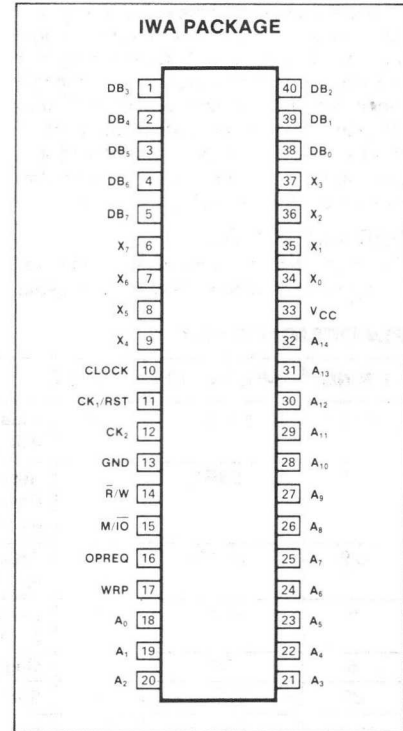 IWA PACKAGE
DB₃ 1 40 DB₂
DB₄ 2 39 DB₁
DB₅ 3 38 DB₀
DB₆ 4 37 X₃
DB₇ 5 36 X₂
X₇ 6 35 X₁
X₆ 7 34 X₀
X₅ 8 33 VCC
X₄ 9 32 A₁₄
CLOCK 10 31 A₁₃
CK₁/RST 11 30 A₁₂
CK₂ 12 29 A₁₁
GND 13 28 A₁₀
R̅/W 14 27 A₉
M/I̅O̅ 15 26 A₈
OPREQ 16 25 A₇
WRP 17 24 A₆
A₀ 18 23 A₅
A₁ 19 22 A₄
A₂ 20 21 A₃